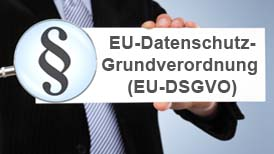 §
EU-Datenschutz-
Grundverordnung
(EU-DSGVO)